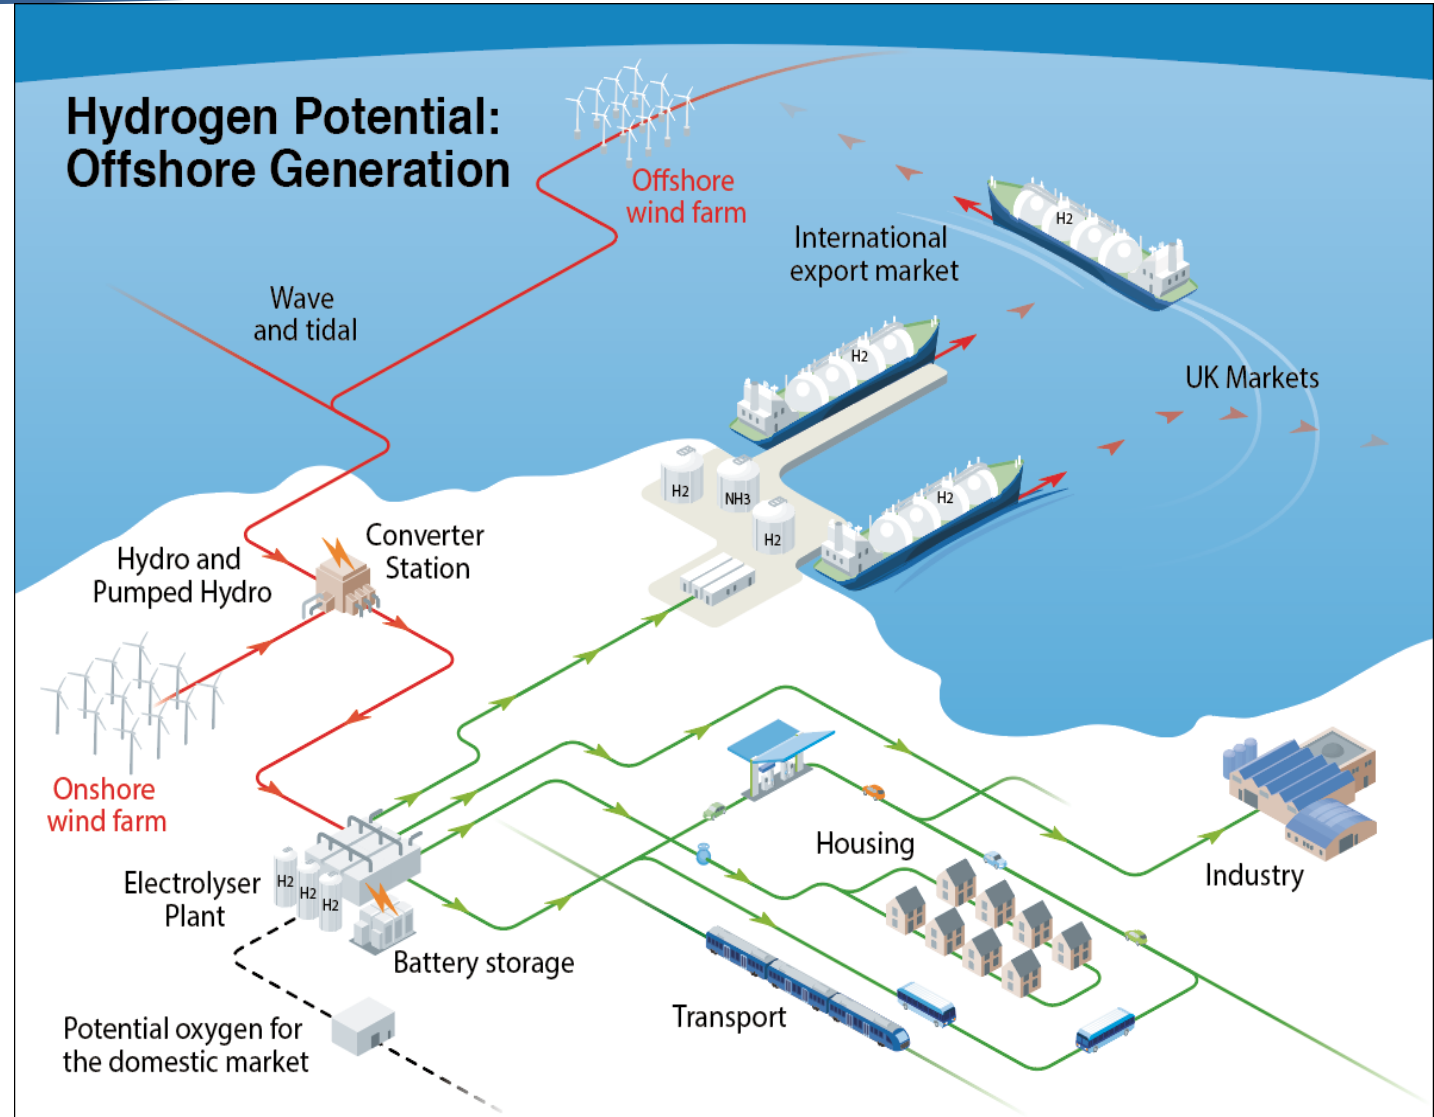 Hydrogen Potential:
Offshore Generation
Offshore
wind farm
International
export market
H2
Wave
and tidal
H2
UK Markets
H2
NH3
H2
H2
Converter
Station
Hydro and
Pumped Hydro
Onshore
wind farm
Housing
Industry
Electrolyser
Plant
H2
H2
H2
Battery storage
Transport
Potential oxygen for
the domestic market